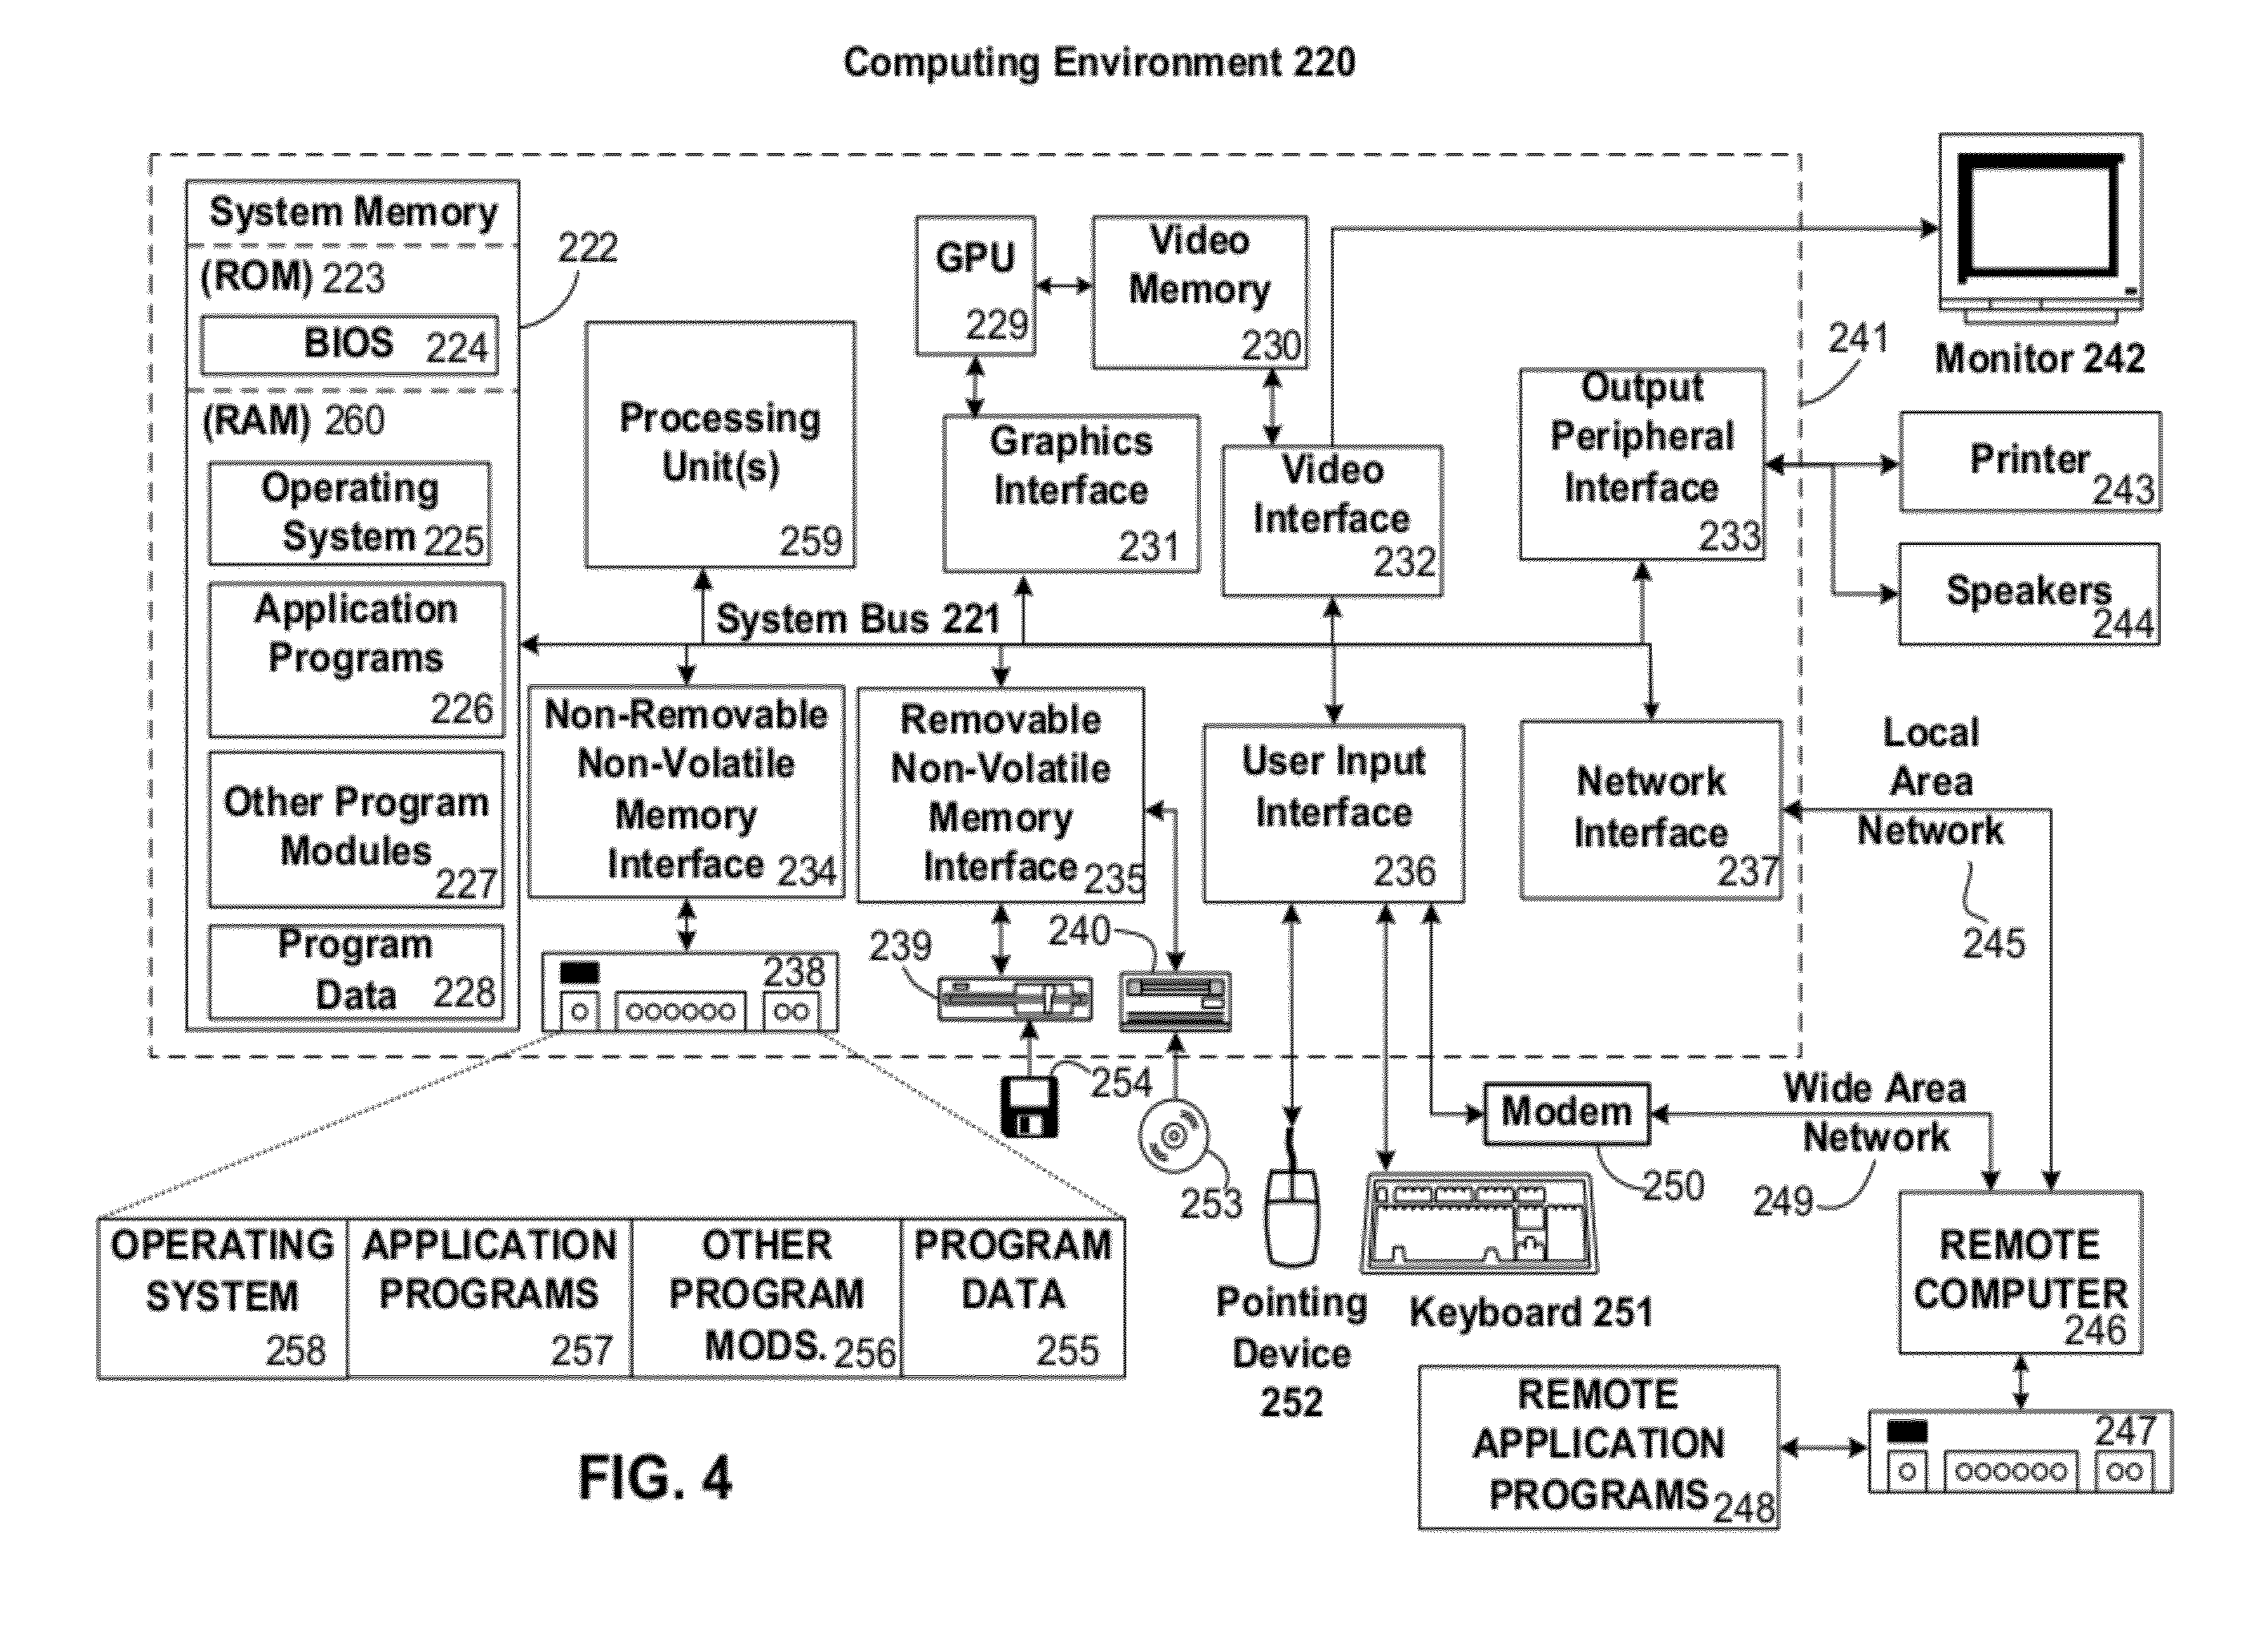 Computing Environment 220
System Memory
(ROM) 223
BIOS 224
(RAM) 260
Operating
System 225
Application
Programs
226
Other Program
Modules
227
Program
Data 228
222
Processing
Unit(s)
259
GPU
229
Video
Memory
230
Graphics
Interface
231
Video
Interface
232
Output
Peripheral
Interface
233
241
Monitor 242
Printer
243
Speakers
244
System Bus 221
Non-Removable
Non-Volatile
Memory
Interface 234
Removable
Non-Volatile
Memory
Interface 235
User Input
Interface
236
Network
Interface
237
Local
Area
Network
245
238
239
240
254
253
Modem
250
Wide Area
Network
249
OPERATING
SYSTEM
258
APPLICATION
PROGRAMS
257
OTHER
PROGRAM
MODS. 256
PROGRAM
DATA
255
Pointing
Device
252
Keyboard 251
REMOTE
COMPUTER
246
247
REMOTE
APPLICATION
PROGRAMS 248
FIG. 4